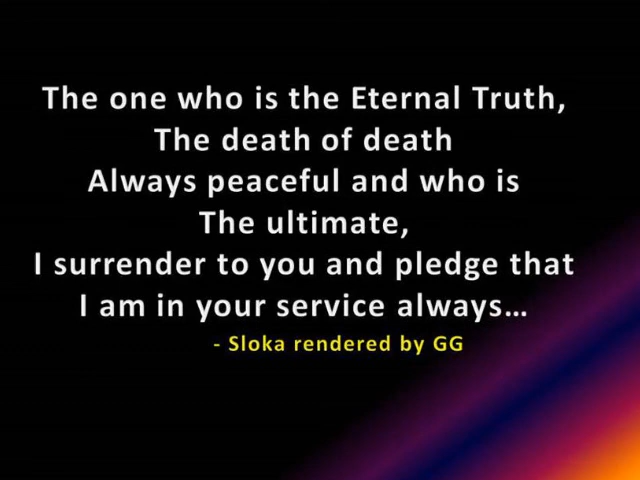 The one who is the Eternal Truth,
The death of death
Always peaceful and who is
The ultimate,
I surrender to you and pledge that
I am in your service always…
- Sloka rendered by GG